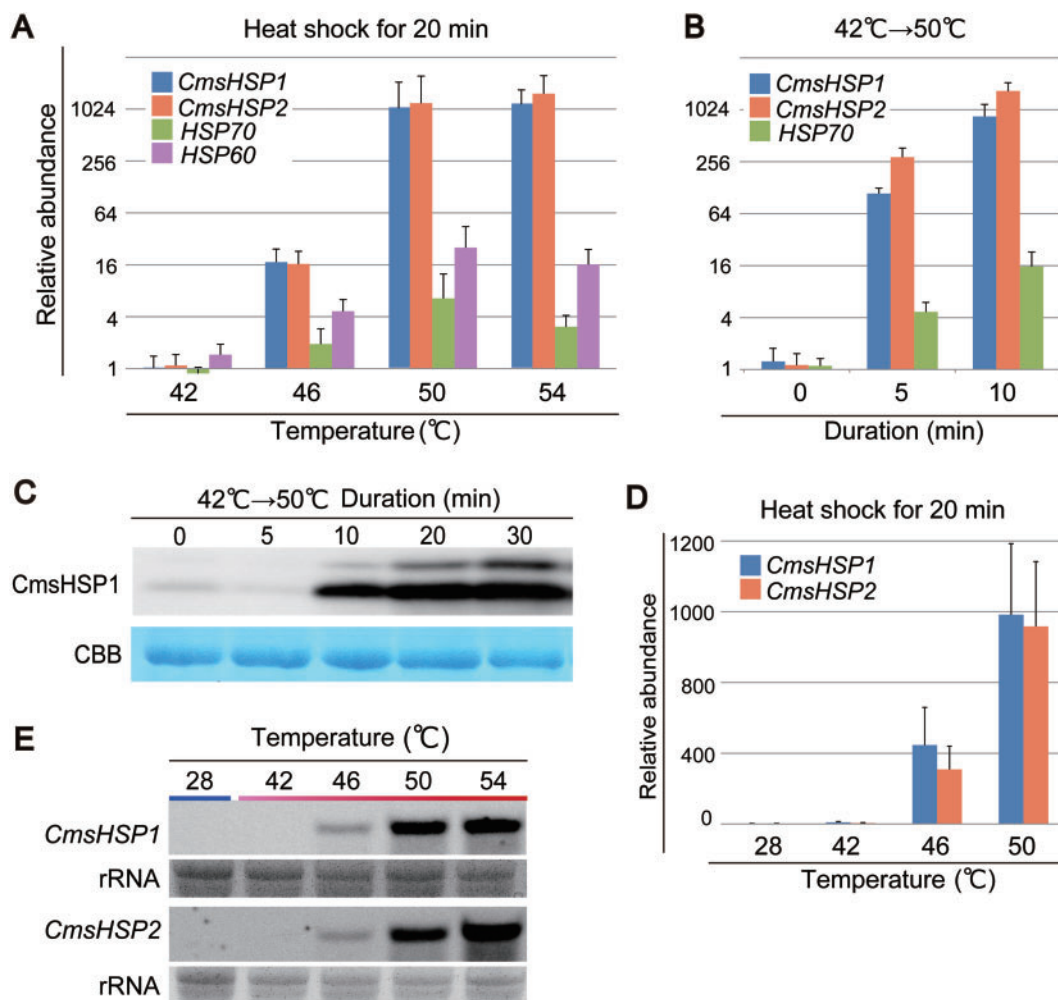 A
Heat shock for 20 min
Relative abundance
CmsHSP1
CmsHSP2
HSP70
HSP60
1024
256
64
16
4
1
42 46 50 54
Temperature (℃)
B
42℃→50℃
CmsHSP1
CmsHSP2
HSP70
1024
256
64
16
4
1
0 5 10
Duration (min)
C
42℃→50℃ Duration (min)
0 5 10 20 30
CmsHSP1
CBB
D
Heat shock for 20 min
Relative abundance
CmsHSP1
CmsHSP2
1200
1000
800
400
0
28 42 46 50
Temperature (℃)
E
Temperature (℃)
28 42 46 50 54
CmsHSP1
rRNA
CmsHSP2
rRNA